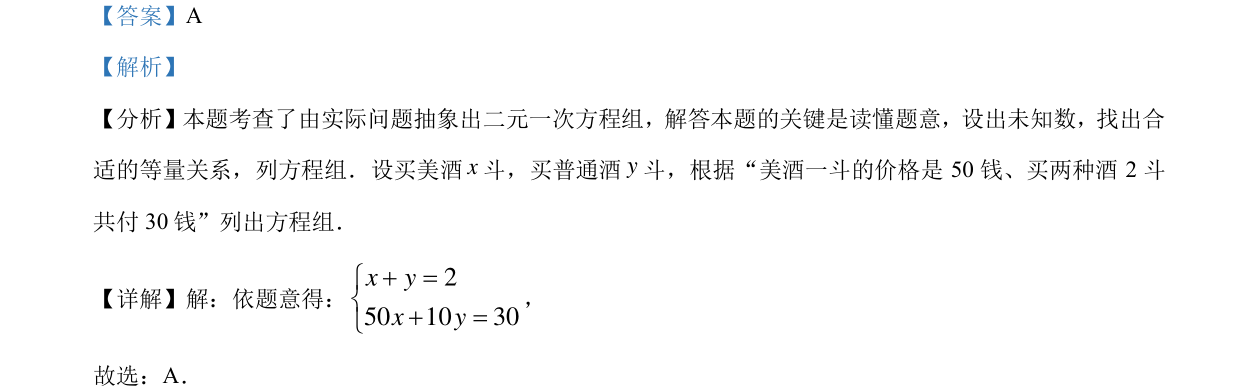 【答案】A
【解析】
【分析】本题考查了由实际问题抽象出二元一次方程组，解答本题的关键是读懂题意，设出未知数，找出合
适的等量关系，列方程组．设买美酒 x 斗，买普通酒 y 斗，根据“美酒一斗的价格是 50 钱、买两种酒 2 斗
共付 30 钱”列出方程组．
【详解】解：依题意得：{x + y = 2
50x +10y = 30，
故选：A．